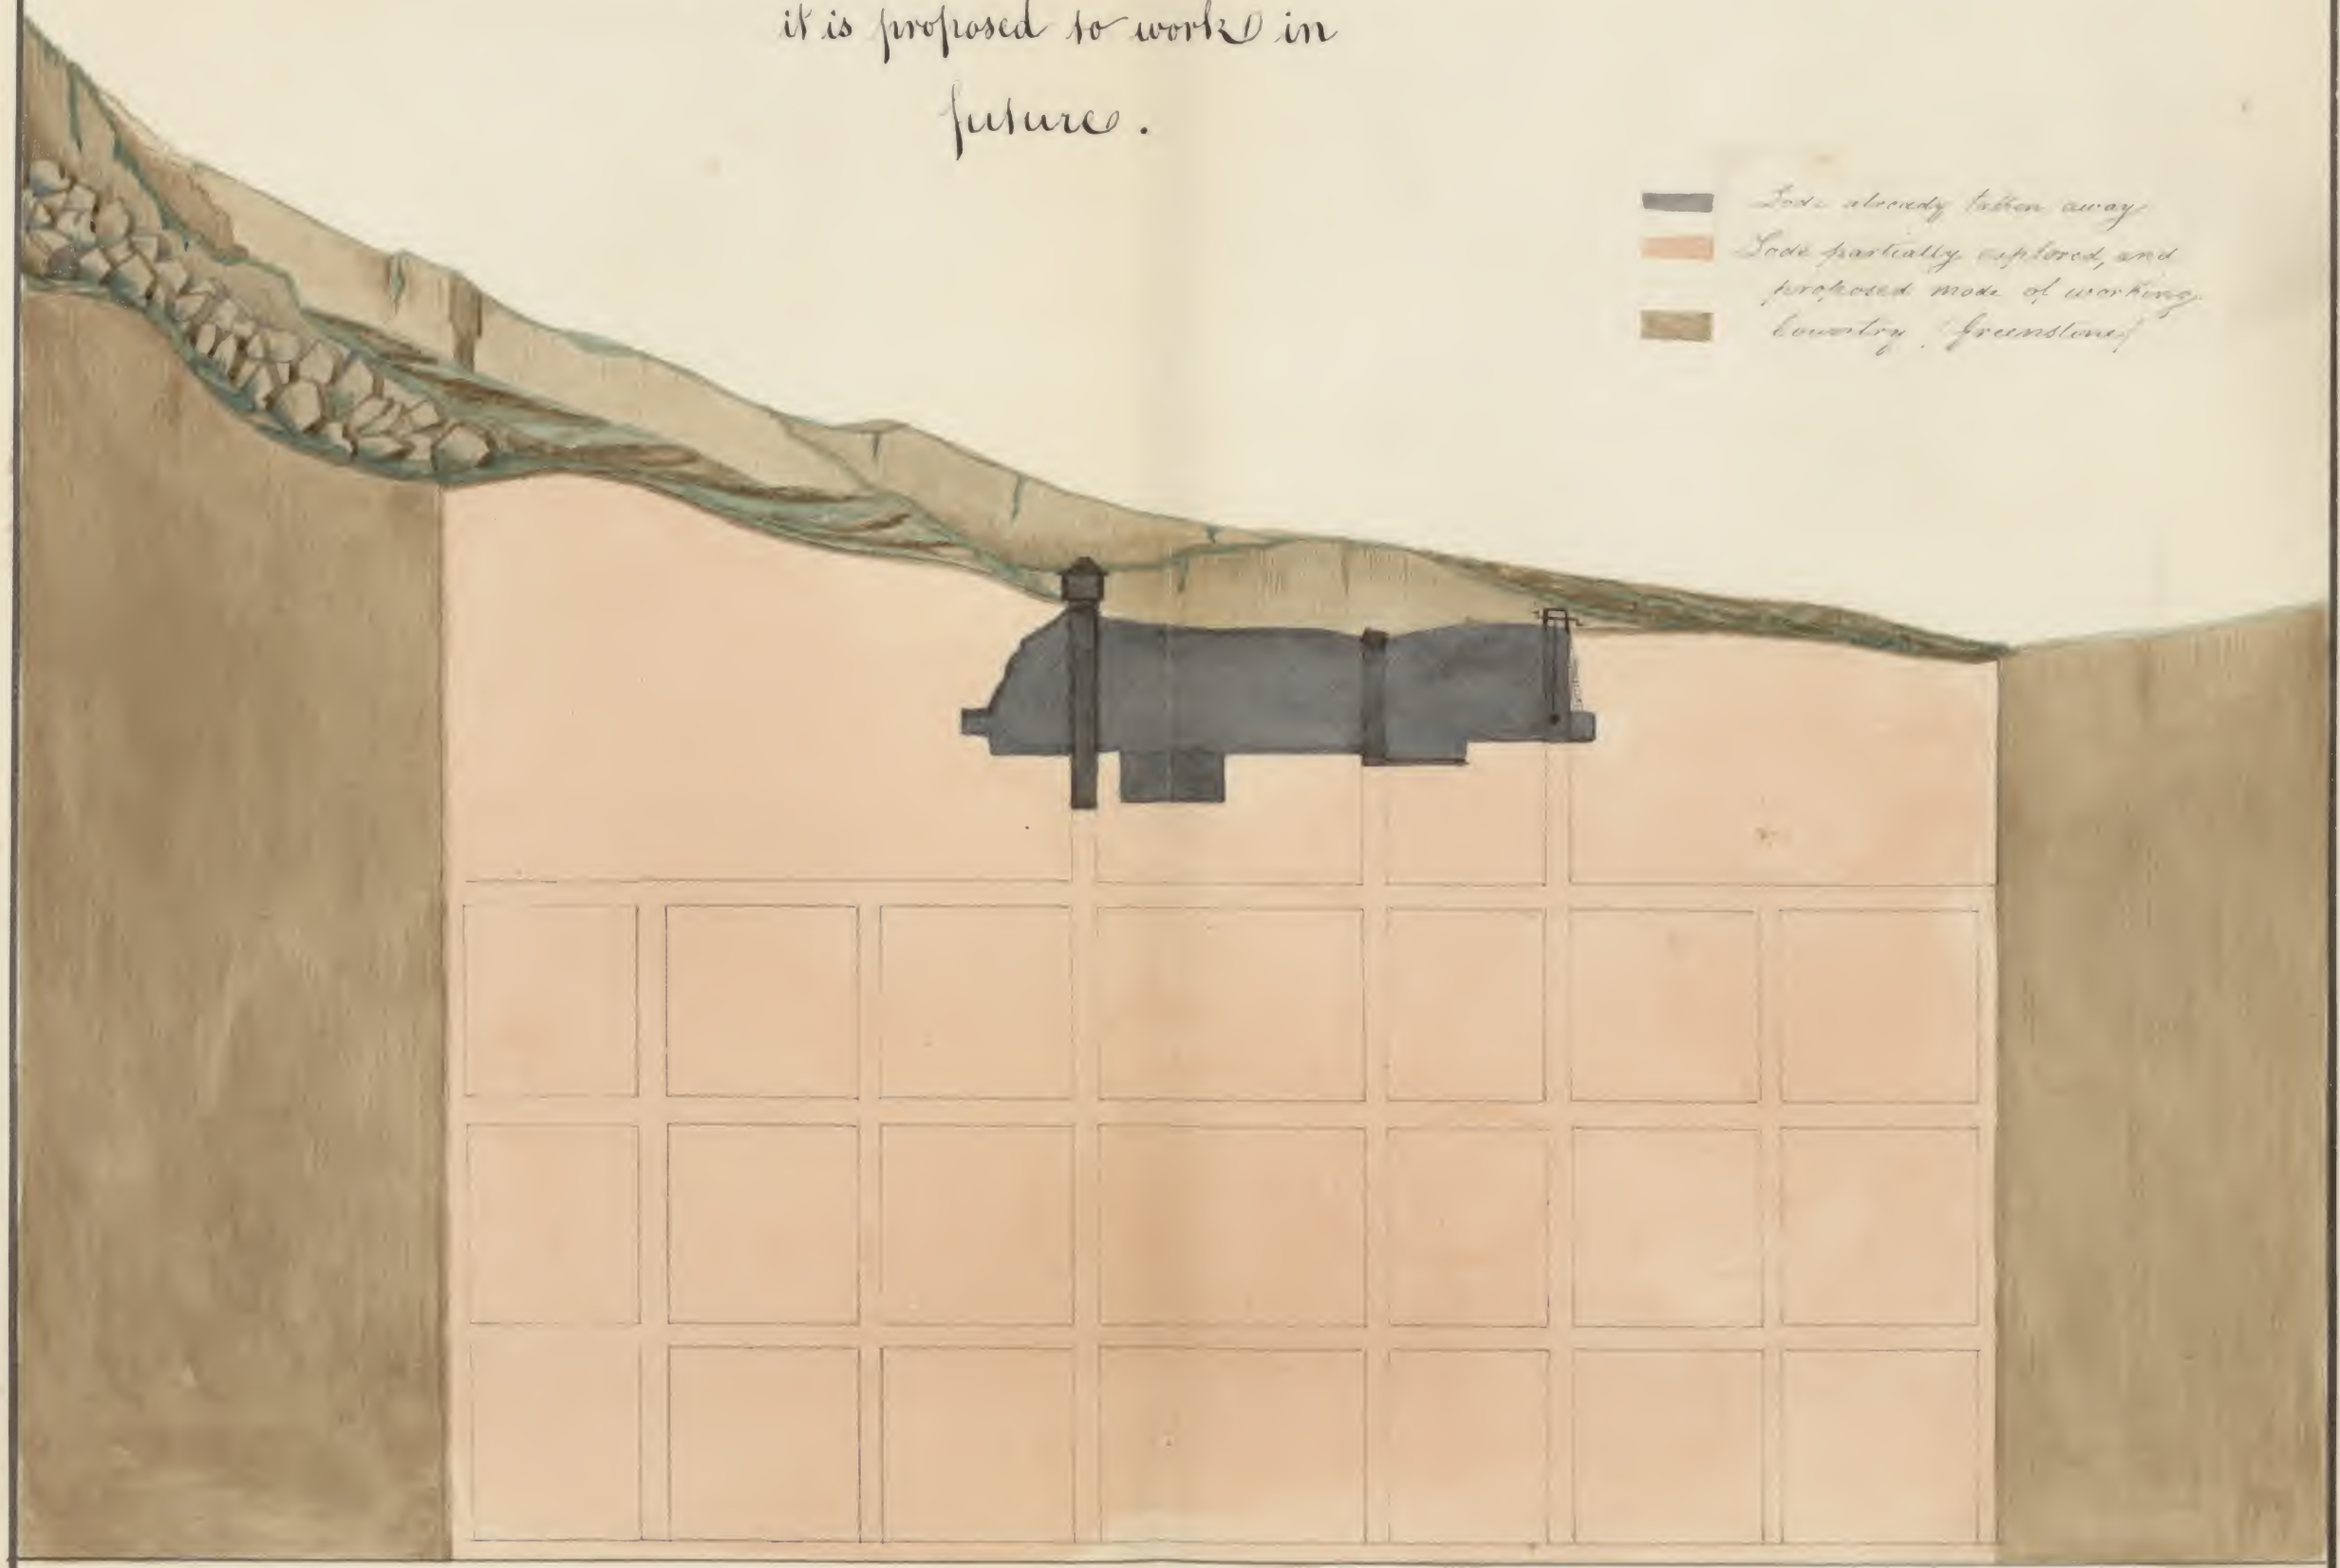 it is proposed to work in
future.
Lode already taken away
Lode partially explored, and
proposed mode of working
Country (Greenstone)